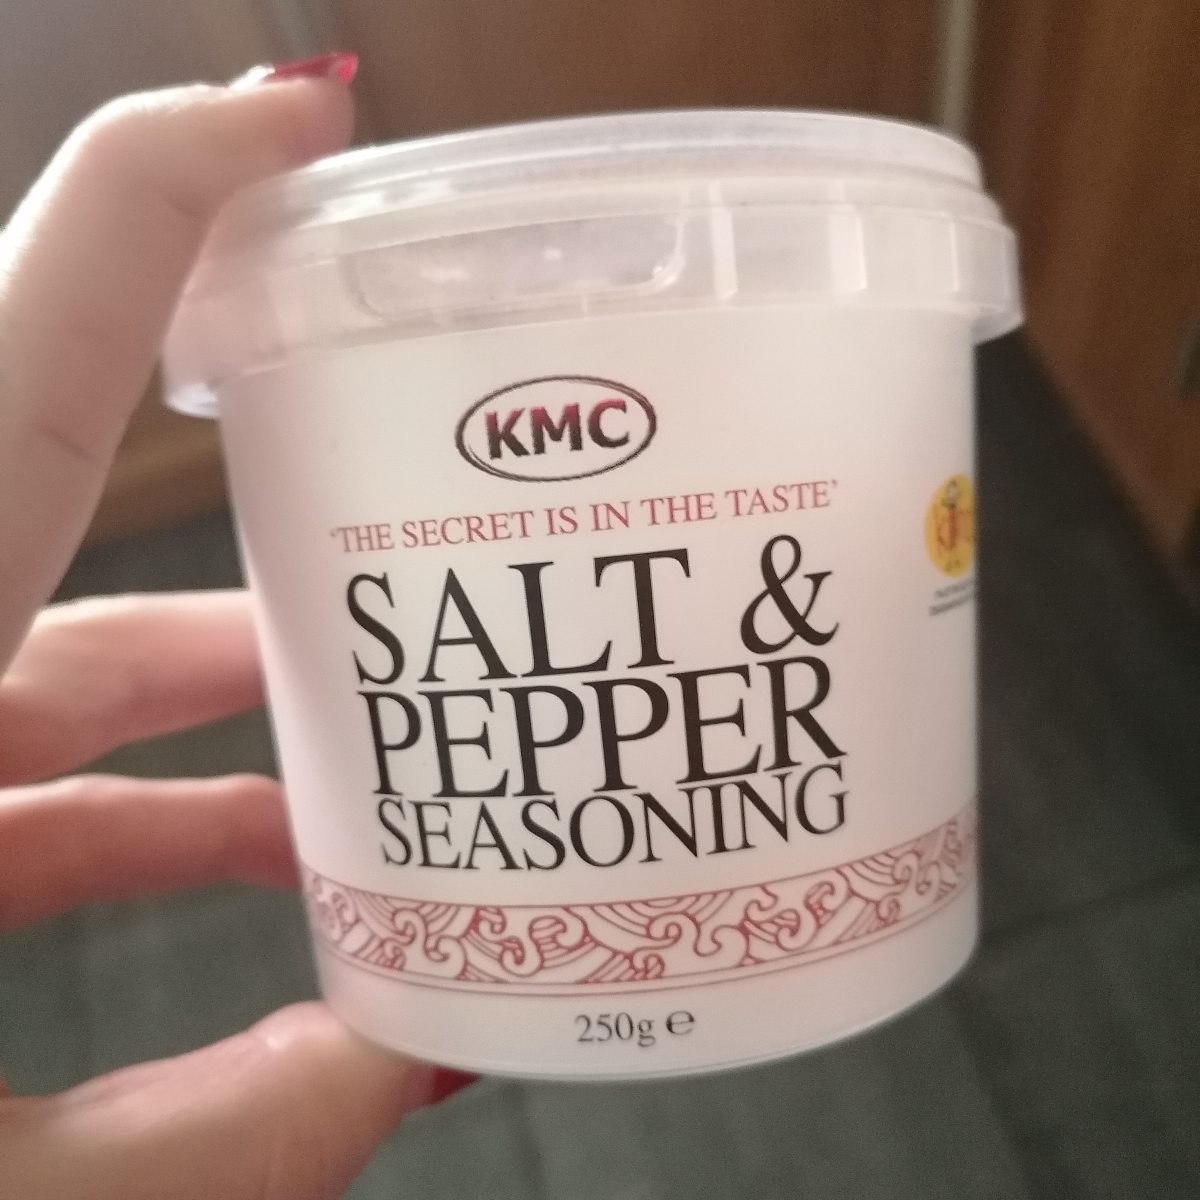 KMC
'THE SECRET IS IN THE TASTE'
SALT &
PEPPER
SEASONING
250g ℮